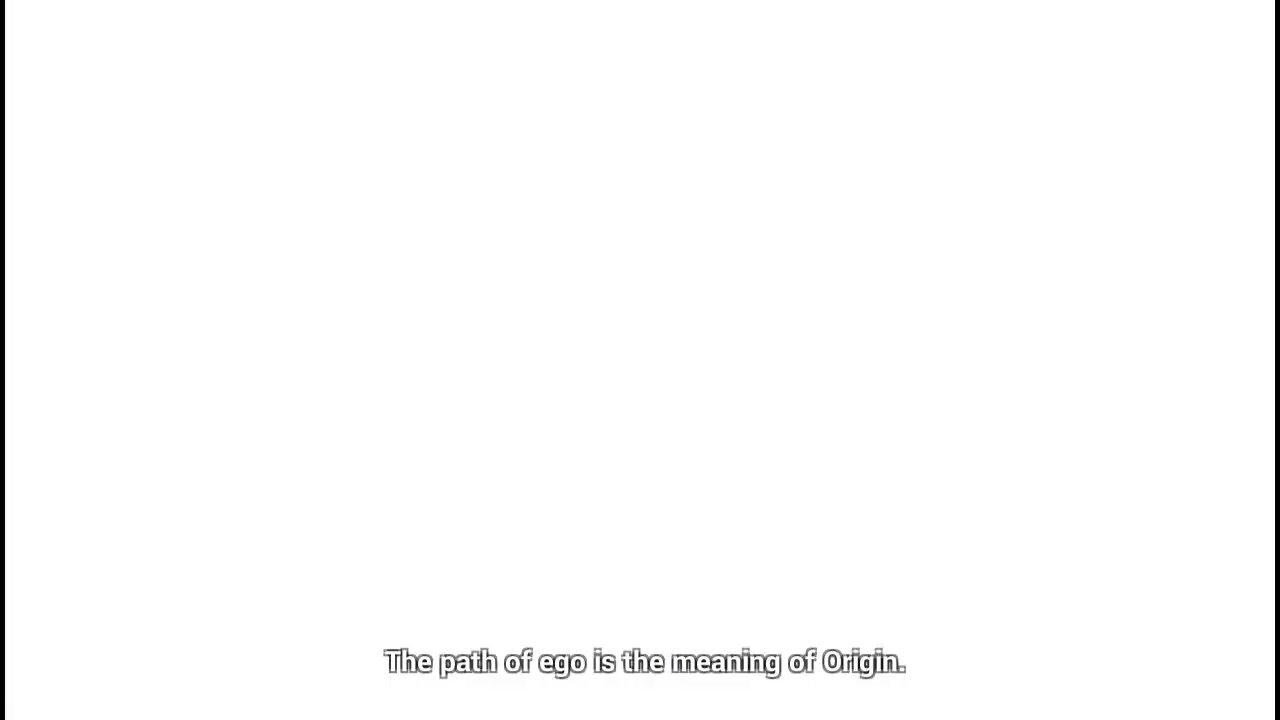 The path of ego is the meaning of Origin.